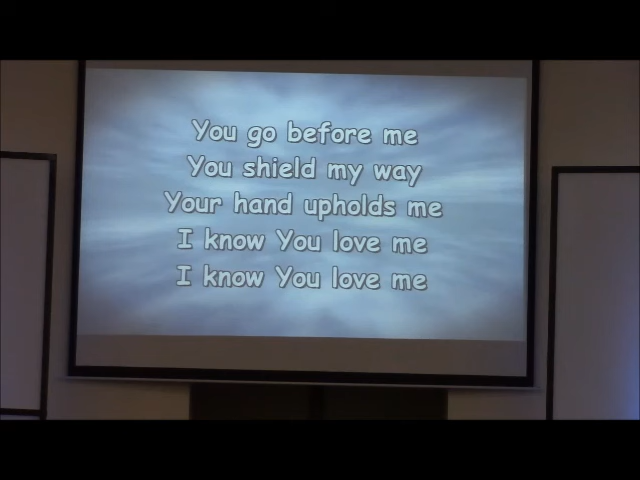 You go before me
You shield my way
Your hand upholds me
I know You love me
I know You love me